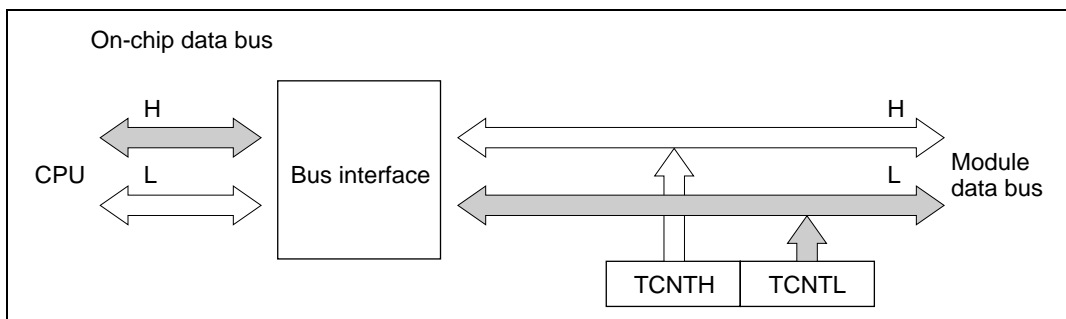 On-chip data bus
H
H
CPU
L
Bus interface
L
Module
data bus
TCNTH
TCNTL